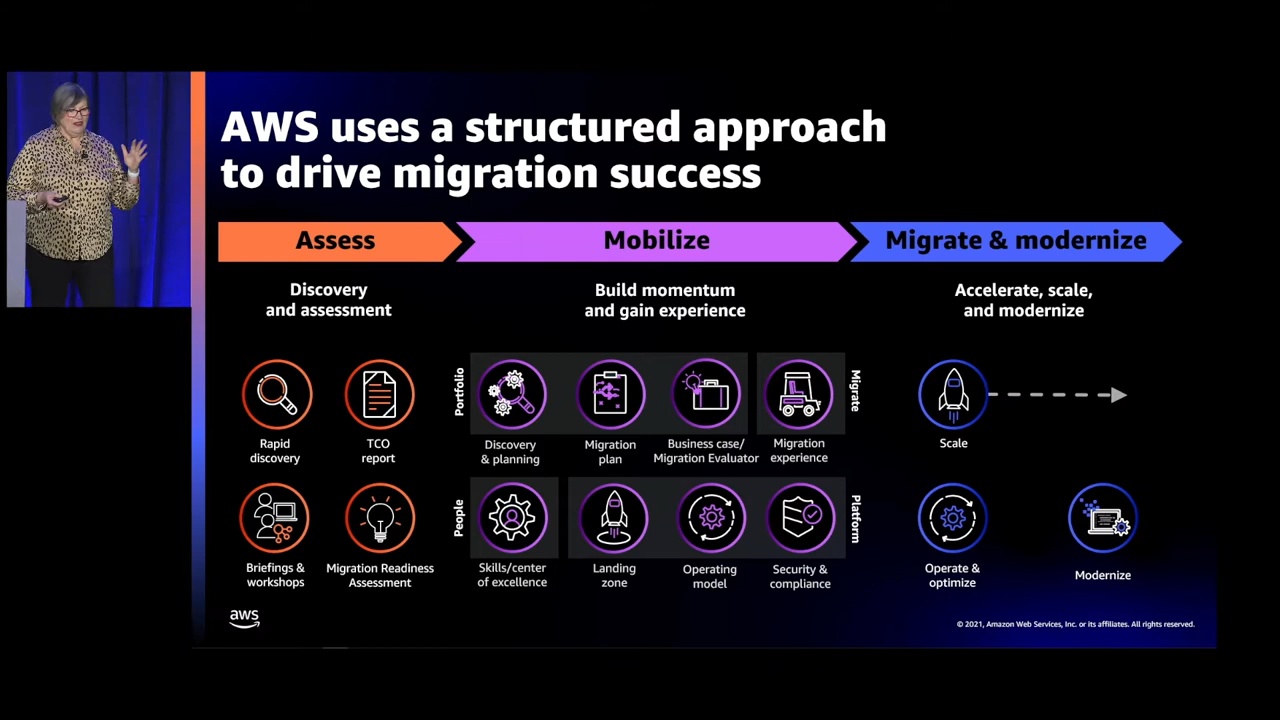 AWS uses a structured approach
to drive migration success
Assess
Mobilize
Migrate & modernize
Discovery
and assessment
Build momentum
and gain experience
Accelerate, scale,
and modernize
Portfolio
Migrate
Rapid
discovery
TCO
report
Discovery
& planning
Migration
plan
Business case/
Migration Evaluator
Migration
experience
Scale
People
Platform
Briefings &
workshops
Migration Readiness
Assessment
Skills/center
of excellence
Landing
zone
Operating
model
Security &
compliance
Operate &
optimize
Modernize
aws
© 2021, Amazon Web Services, Inc. or its affiliates. All rights reserved.